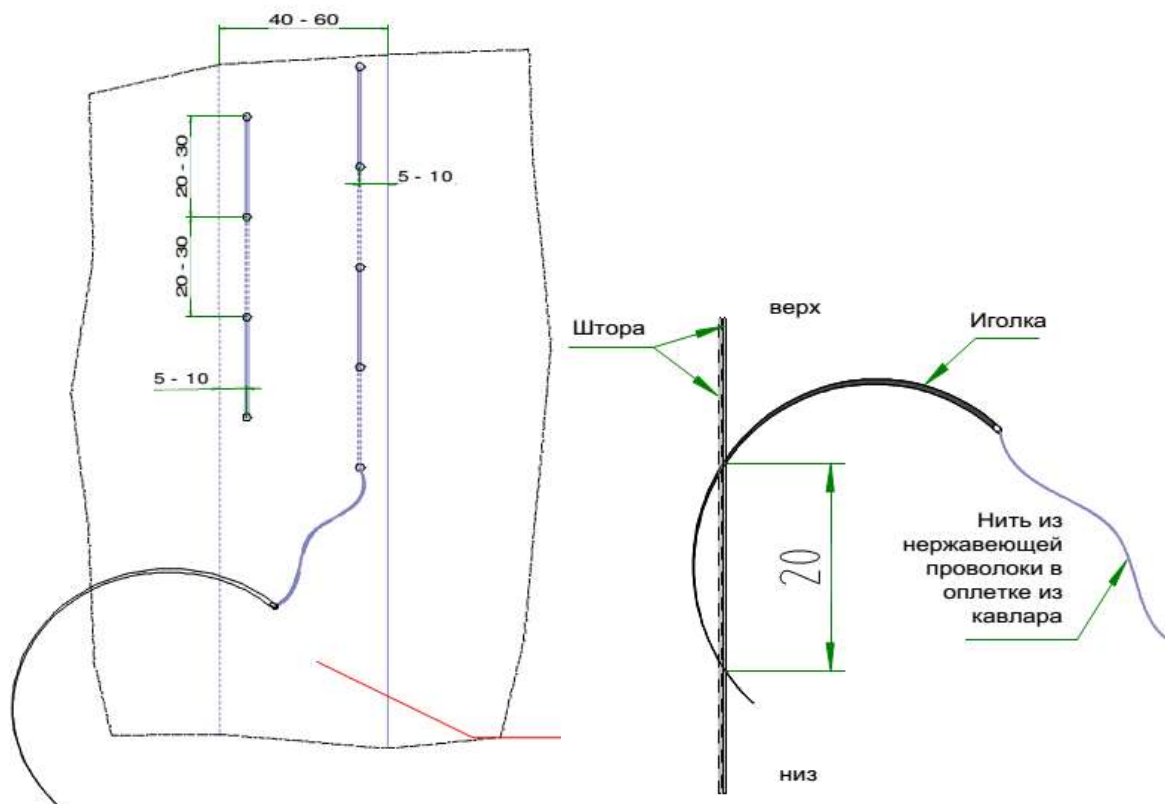 40 - 60
20 - 30
5 - 10
20 - 30
5 - 10
верх
Штора
Иголка
20
Нить из
нержавеющей
проволоки в
оплетке из
кавлара
низ